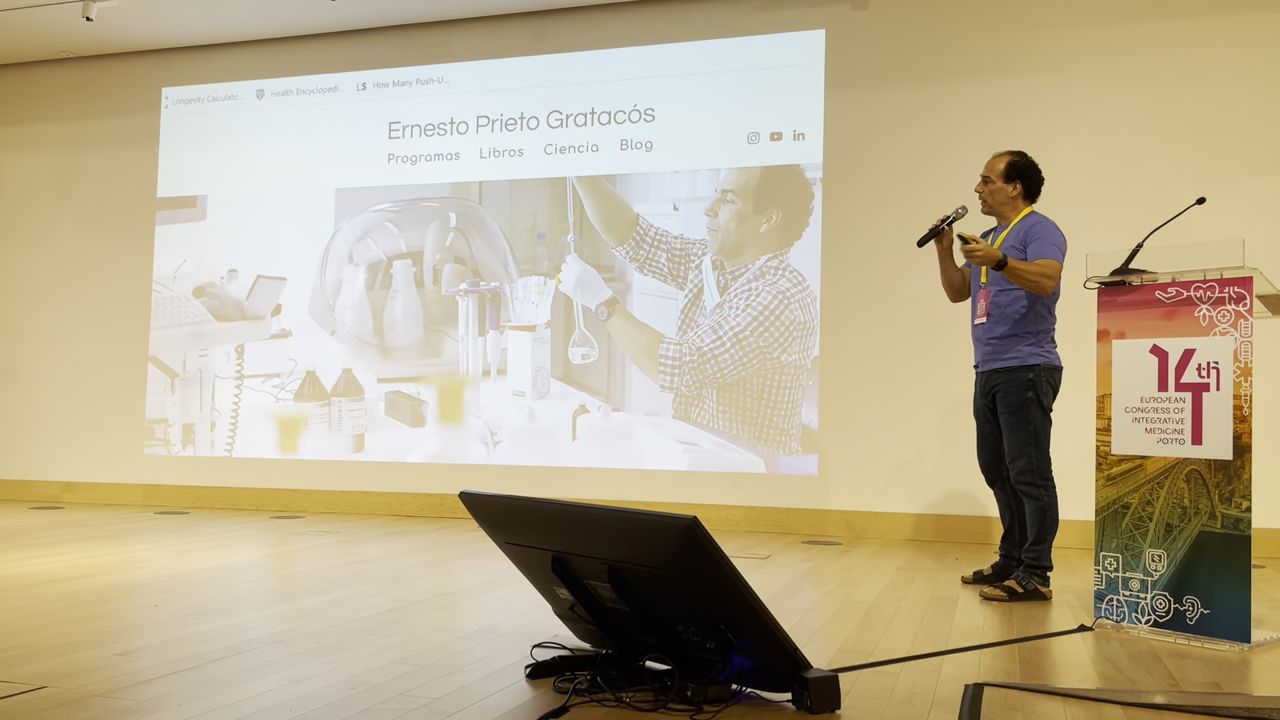 Longevity Calculato... Health Encyclopedi... LS How Many Push-U...
Ernesto Prieto Gratacós
Programas Libros Ciencia Blog
in
14th
EUROPEAN
CONGRESS OF
INTEGRATIVE
MEDICINE
PORTO